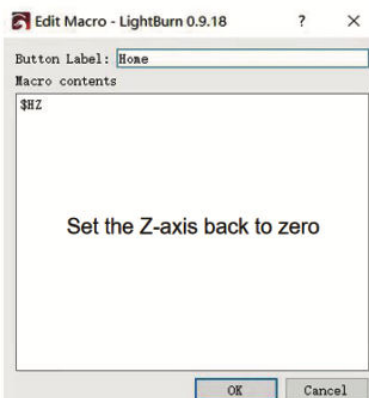 Edit Macro - LightBurn 0.9.18 ? ×
Button Label: Home
Macro contents
$HZ
Set the Z-axis back to zero
OK Cancel